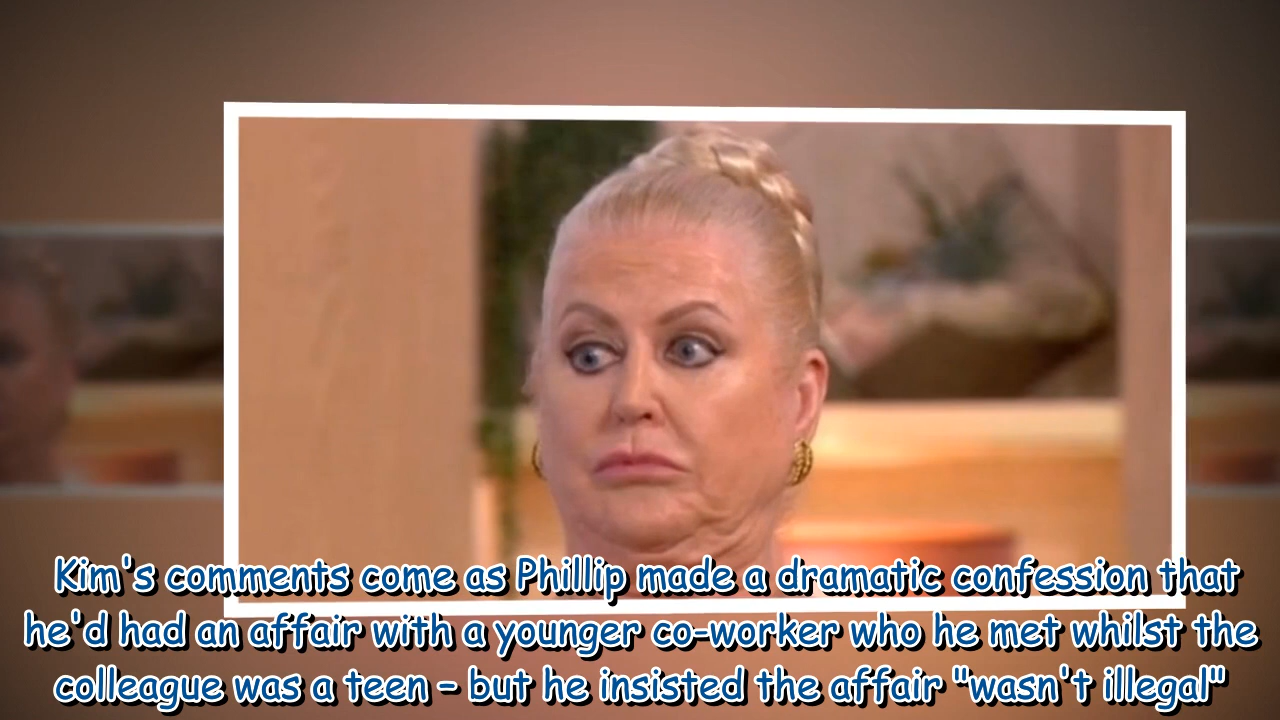 Kim's comments come as Phillip made a dramatic confession that
he'd had an affair with a younger co-worker who he met whilst the
colleague was a teen – but he insisted the affair "wasn't illegal"